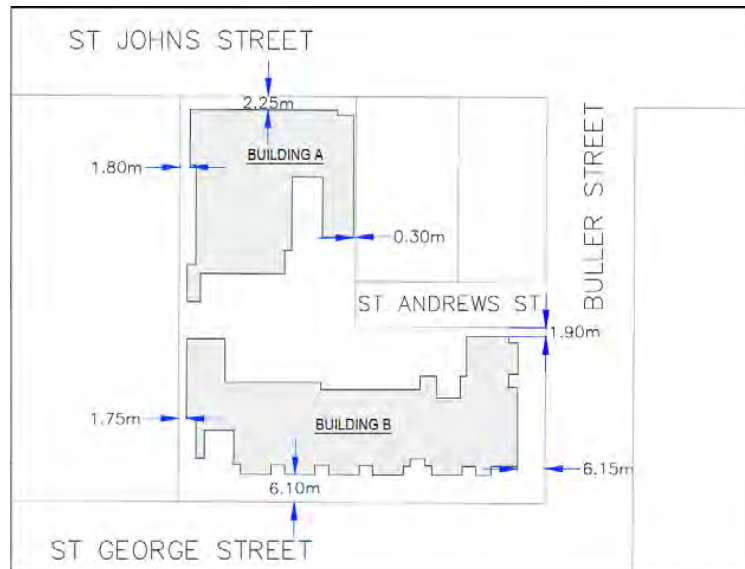 ST JOHNS STREET
2.25m
BUILDING A
1.80m
0.30m
BULLER STREET
ST ANDREWS ST
1.90m
1.75m
BUILDING B
6.15m
6.10m
ST GEORGE STREET